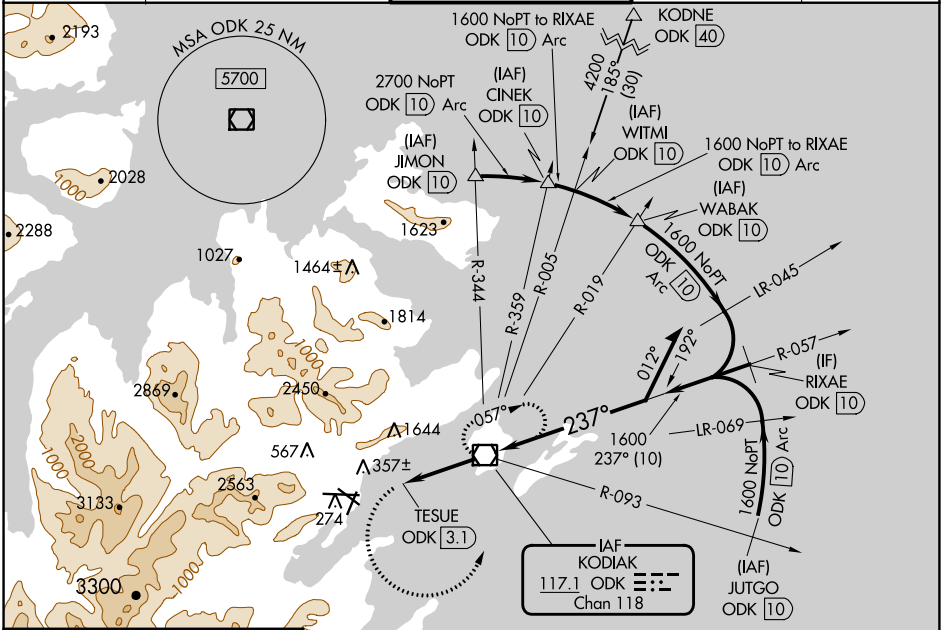 2193
MSA ODK 25 NM
5700
1600 NoPT to RIXAE
ODK 10 Arc
KODNE
ODK 40
4200
185°
(30)
2700 NoPT
ODK 10 Arc
(IAF)
CINEK
ODK 10
(IAF)
WITMI
ODK 10
1600 NoPT to RIXAE
ODK 10 Arc
(IAF)
JIMON
ODK 10
(IAF)
WABAK
ODK 10
1000
2028
2288
1623
1027
1464±
1814
1600 NoPT
ODK 10
Arc
LR-045
R-344
R-359
R-005
R-019
R-057
012°
192°
(IF)
RIXAE
ODK 10
1000
2869
2450
057°
237°
1600
237° (10)
LR-069
1644
567
357±
1600 NoPT
ODK 10 Arc
2000
1000
3133
2563
274
R-093
TESUE
ODK 3.1
IAF
KODIAK
117.1 ODK
Chan 118
(IAF)
JUTGO
ODK 10
3300
1000